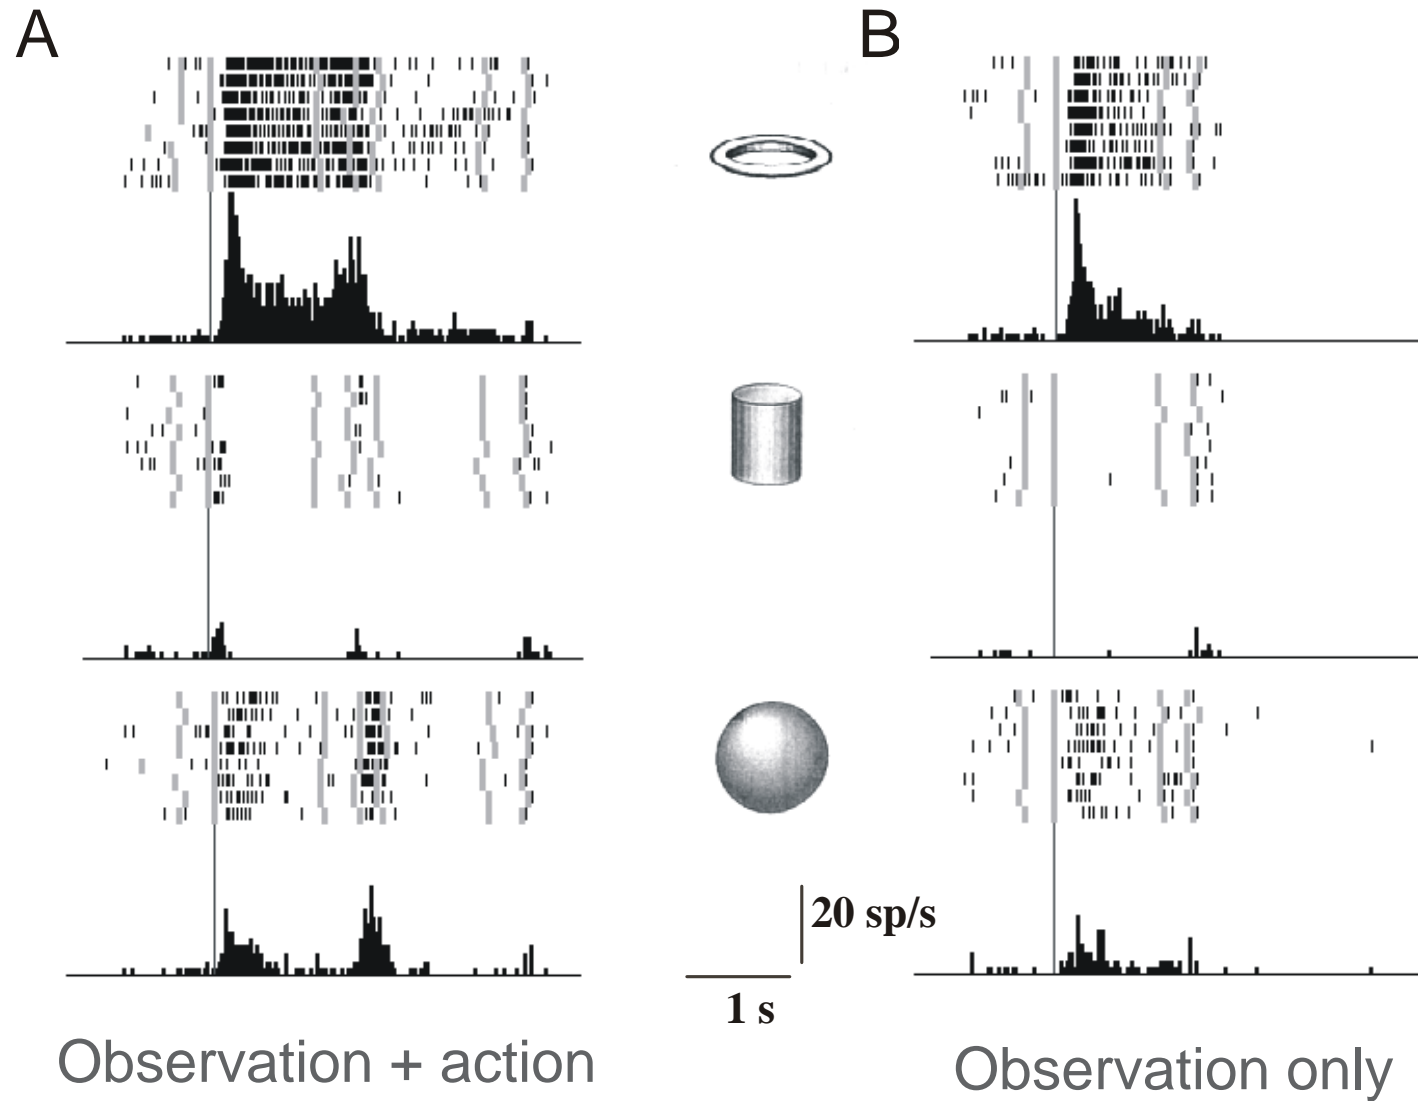 A
B
20 sp/s
1 s
Observation + action
Observation only